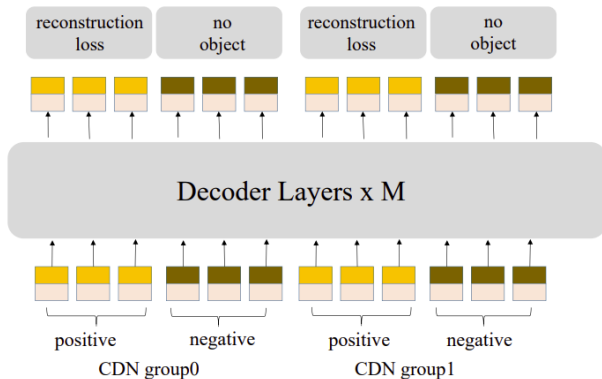 reconstruction
loss
no
object
reconstruction
loss
no
object
Decoder Layers x M
positive
negative
positive
negative
CDN group0
CDN group1